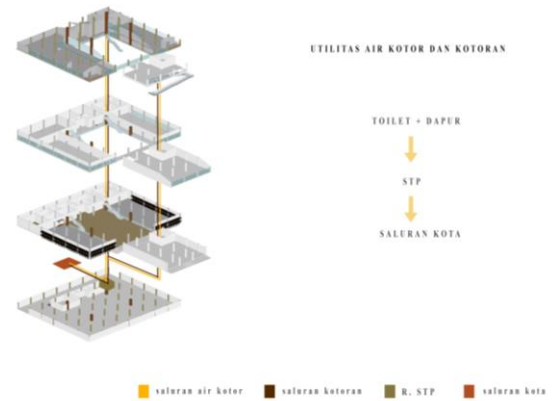 UTILITAS AIR KOTOR DAN KOTORAN
TOILET + DAPUR
STP
SALURAN KOTA
saluran air kotor
saluran kotoran
R. STP
saluran kota